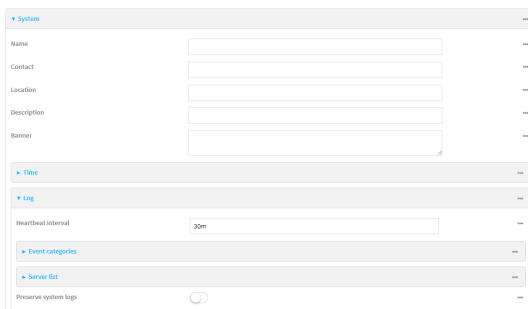 System
Name
Contact
Location
Description
Banner
Time
Log
Heartbeat interval
30m
Event categories
Server list
Preserve system logs